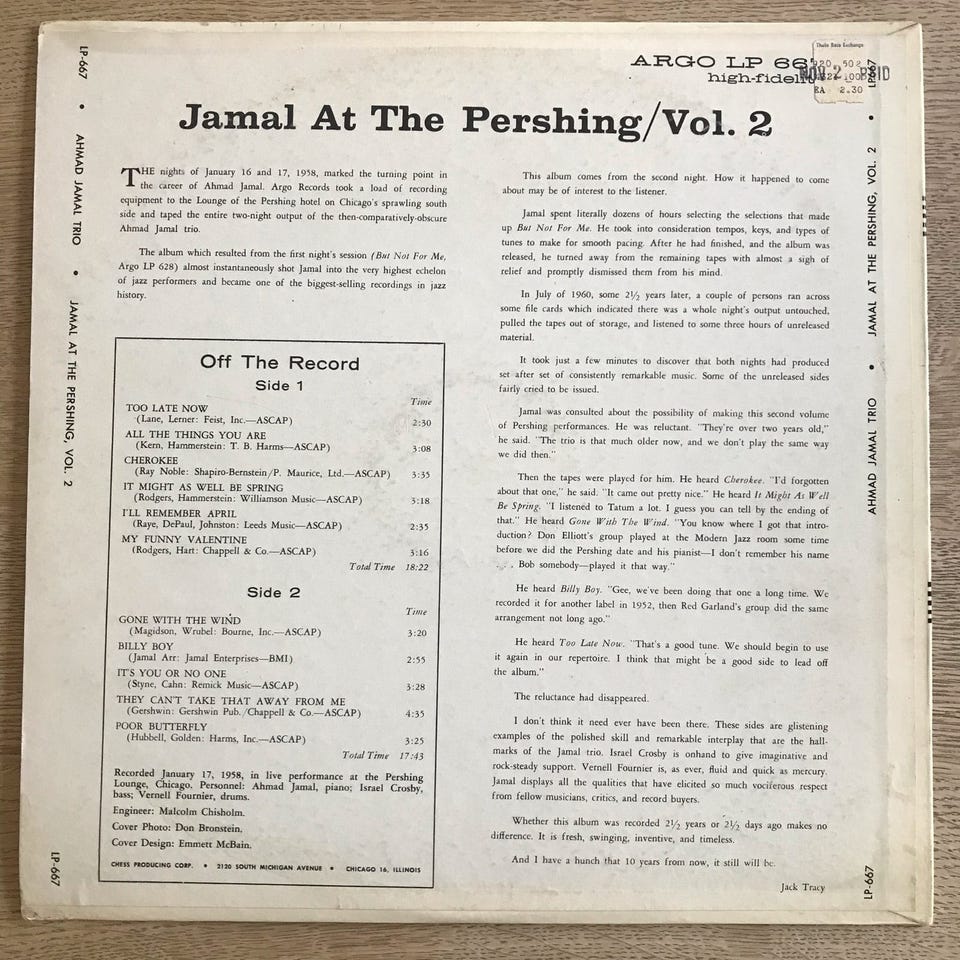 ARGO LP 66
high-fideli
Thule Base Exchange
NOV 2 PAID
EA 2.30
Jamal At The Pershing/Vol. 2
THE nights of January 16 and 17, 1958, marked the turning point in
the career of Ahmad Jamal. Argo Records took a load of recording
equipment to the Lounge of the Pershing hotel on Chicago's sprawling south
side and taped the entire two-night output of the then-comparatively-obscure
Ahmad Jamal trio.
The album which resulted from the first night's session (But Not For Me,
Argo LP 628) almost instantaneously shot Jamal into the very highest echelon
of jazz performers and became one of the biggest-selling recordings in jazz
history.
Off The Record
Side 1
Time
TOO LATE NOW
(Lane, Lerner: Feist, Inc.—ASCAP) 2:30
ALL THE THINGS YOU ARE
(Kern, Hammerstein: T. B. Harms—ASCAP) 3:08
CHEROKEE
(Ray Noble: Shapiro-Bernstein/P. Maurice, Ltd.—ASCAP) 3:35
IT MIGHT AS WELL BE SPRING
(Rodgers, Hammerstein: Williamson Music—ASCAP) 3:18
I'LL REMEMBER APRIL
(Raye, DePaul, Johnston: Leeds Music—ASCAP) 2:35
MY FUNNY VALENTINE
(Rodgers, Hart: Chappell & Co.—ASCAP) 3:16
Total Time 18:22
Side 2
Time
GONE WITH THE WIND
(Magidson, Wrubel: Bourne, Inc.—ASCAP) 3:20
BILLY BOY
(Jamal Arr: Jamal Enterprises—BMI) 2:55
IT'S YOU OR NO ONE
(Styne, Cahn: Remick Music—ASCAP) 3:28
THEY CAN'T TAKE THAT AWAY FROM ME
(Gershwin: Gershwin Pub./Chappell & Co.—ASCAP) 4:35
POOR BUTTERFLY
(Hubbell, Golden: Harms, Inc.—ASCAP) 3:25
Total Time 17:43
Recorded January 17, 1958, in live performance at the Pershing
Lounge, Chicago. Personnel: Ahmad Jamal, piano; Israel Crosby,
bass; Vernell Fournier, drums.
Engineer: Malcolm Chisholm.
Cover Photo: Don Bronstein.
Cover Design: Emmett McBain.
CHESS PRODUCING CORP. • 2120 SOUTH MICHIGAN AVENUE • CHICAGO 16, ILLINOIS
This album comes from the second night. How it happened to come
about may be of interest to the listener.
Jamal spent literally dozens of hours selecting the selections that made
up But Not For Me. He took into consideration tempos, keys, and types of
tunes to make for smooth pacing. After he had finished, and the album was
released, he turned away from the remaining tapes with almost a sigh of
relief and promptly dismissed them from his mind.
In July of 1960, some 2½ years later, a couple of persons ran across
some file cards which indicated there was a whole night's output untouched,
pulled the tapes out of storage, and listened to some three hours of unreleased
material.
It took just a few minutes to discover that both nights had produced
set after set of consistently remarkable music. Some of the unreleased sides
fairly cried to be issued.
Jamal was consulted about the possibility of making this second volume
of Pershing performances. He was reluctant. "They're over two years old,"
he said. "The trio is that much older now, and we don't play the same way
we did then."
Then the tapes were played for him. He heard Cherokee. "I'd forgotten
about that one," he said. "It came out pretty nice." He heard It Might As Well
Be Spring. "I listened to Tatum a lot. I guess you can tell by the ending of
that." He heard Gone With The Wind. "You know where I got that intro-
duction? Don Elliott's group played at the Modern Jazz room some time
before we did the Pershing date and his pianist—I don't remember his name
. . . Bob somebody—played it that way."
He heard Billy Boy. "Gee, we've been doing that one a long time. We
recorded it for another label in 1952, then Red Garland's group did the same
arrangement not long ago."
He heard Too Late Now. "That's a good tune. We should begin to use
it again in our repertoire. I think that might be a good side to lead off
the album."
The reluctance had disappeared.
I don't think it need ever have been there. These sides are glistening
examples of the polished skill and remarkable interplay that are the hall-
marks of the Jamal trio. Israel Crosby is onhand to give imaginative and
rock-steady support. Vernell Fournier is, as ever, fluid and quick as mercury.
Jamal displays all the qualities that have elicited so much vociferous respect
from fellow musicians, critics, and record buyers.
Whether this album was recorded 2½ years or 2½ days ago makes no
difference. It is fresh, swinging, inventive, and timeless.
And I have a hunch that 10 years from now, it still will be.
Jack Tracy
LP-667 • AHMAD JAMAL TRIO • JAMAL AT THE PERSHING, VOL. 2 LP-667
LP-667 AHMAD JAMAL TRIO • JAMAL AT THE PERSHING, VOL. 2 • LP-667